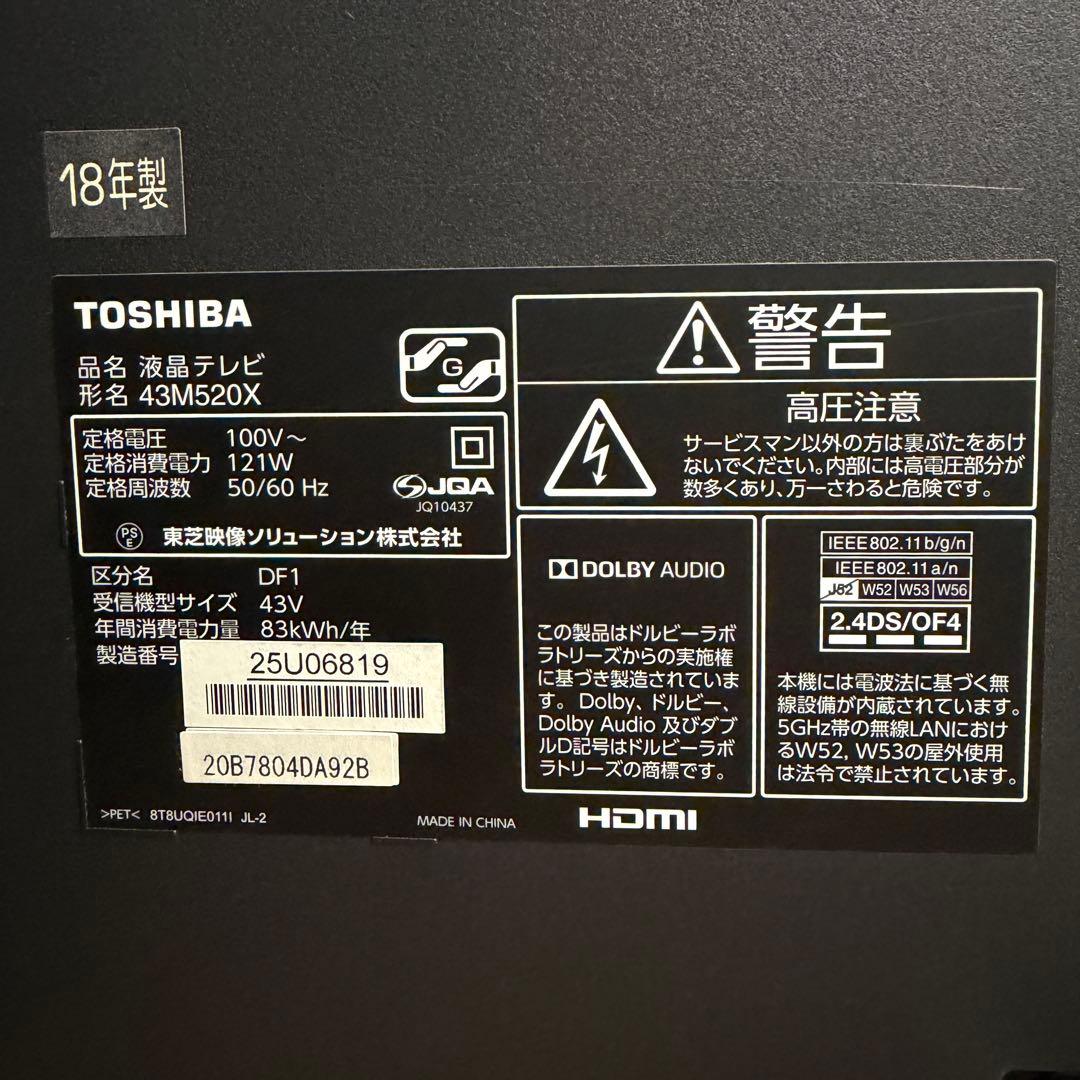 18年製
TOSHIBA
品名 液晶テレビ
形名 43M520X
G
定格電圧 100V～
定格消費電力 121W
定格周波数 50/60 Hz
JQA
JQ10437
PS
E
東芝映像ソリューション株式会社
区分名 DF1
受信機型サイズ 43V
年間消費電力量 83kWh/年
製造番号
25U06819
20B7804DA92B
>PET< 8T8UQIE011I JL-2
MADE IN CHINA
警告
高圧注意
サービスマン以外の方は裏ぶたをあけ
ないでください。内部には高電圧部分が
数多くあり、万一さわると危険です。
DOLBY AUDIO
この製品はドルビーラボ
ラトリーズからの実施権
に基づき製造されていま
す。Dolby、ドルビー、
Dolby Audio 及びダブ
ルD記号はドルビーラボ
ラトリーズの商標です。
HDMI
IEEE802.11b/g/n
IEEE802.11a/n
J52 W52 W53 W56
2.4DS/OF4
本機には電波法に基づく無
線設備が内蔵されています。
5GHz帯の無線LANにおけ
るW52, W53の屋外使用
は法令で禁止されています。